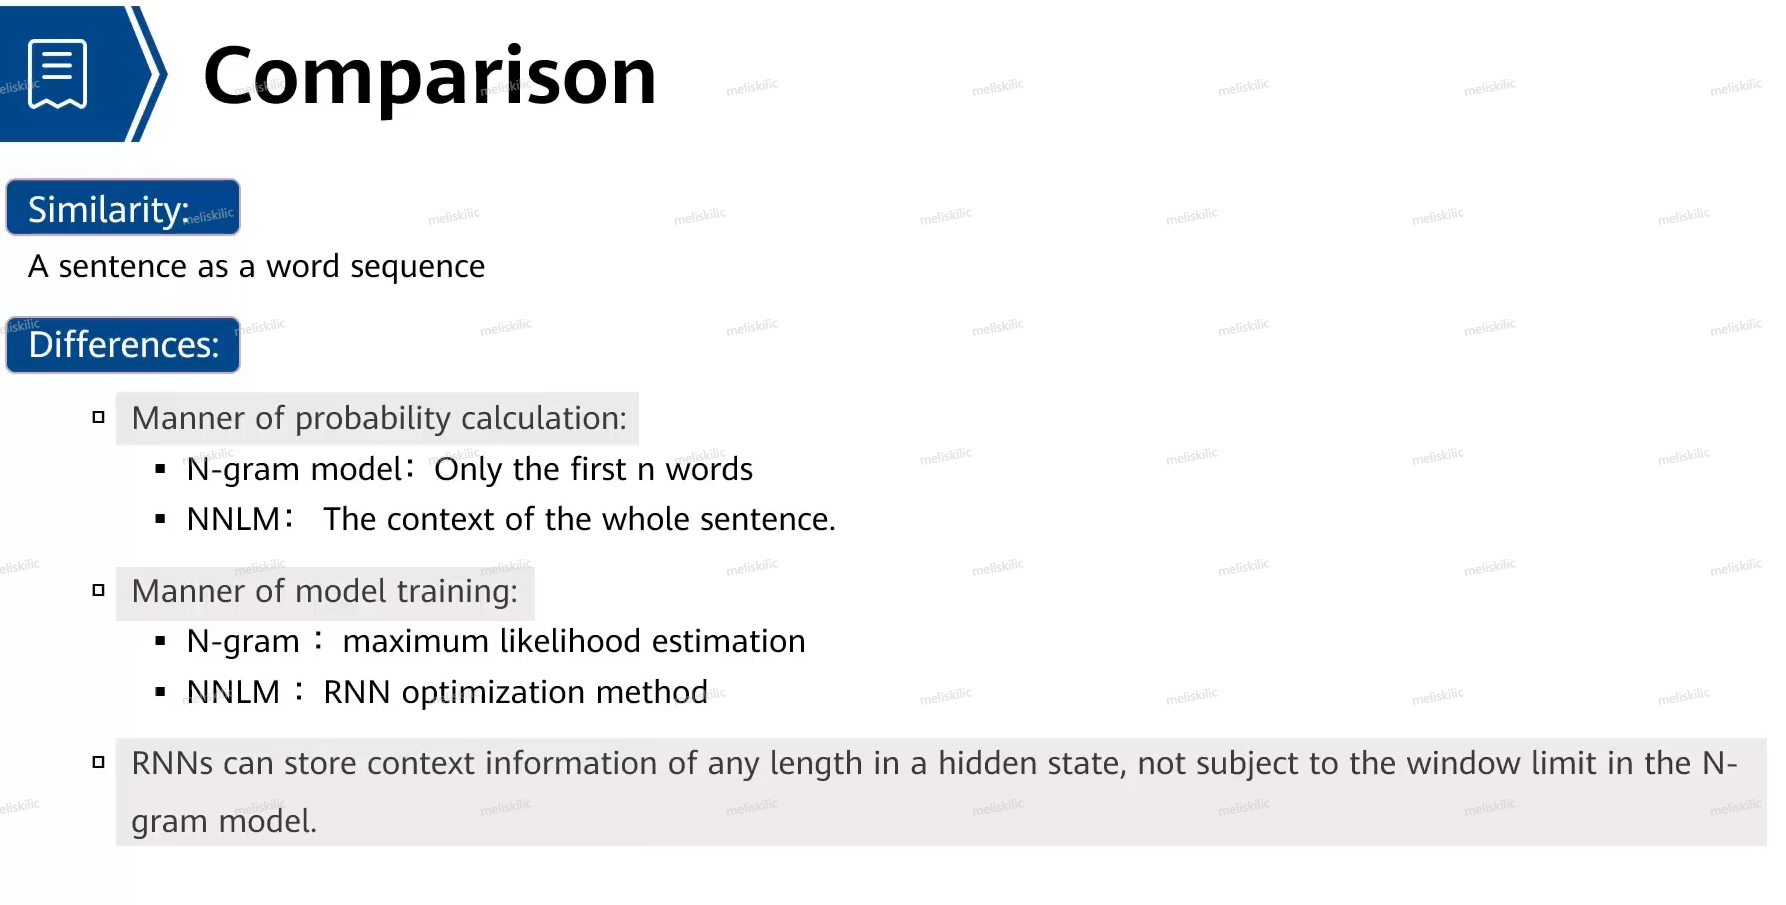 Comparison
Similarity:
A sentence as a word sequence
Differences:
Manner of probability calculation:
N-gram model：Only the first n words
NNLM： The context of the whole sentence.
Manner of model training:
N-gram ：maximum likelihood estimation
NNLM ：RNN optimization method
RNNs can store context information of any length in a hidden state, not subject to the window limit in the N-
gram model.
meliskilic